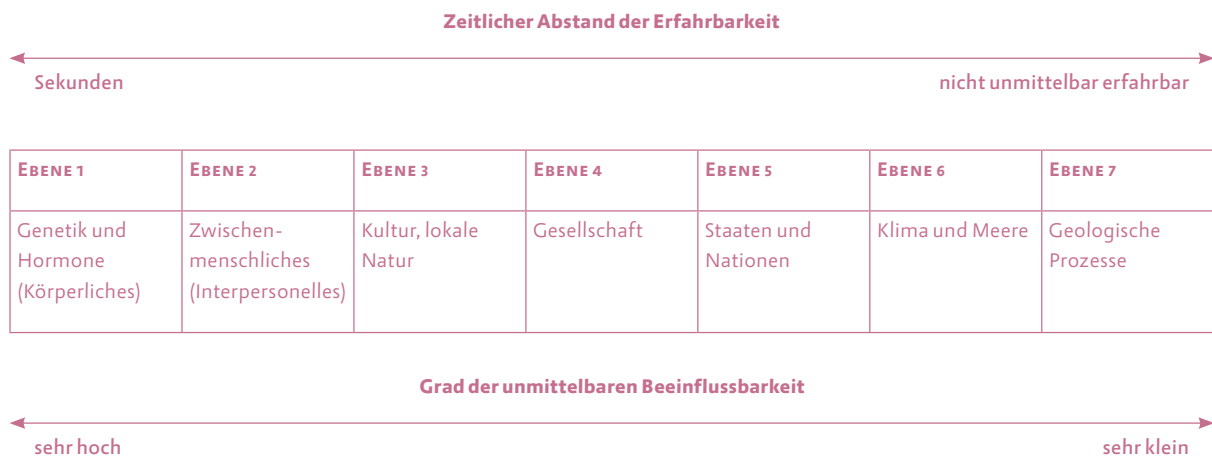 Zeitlicher Abstand der Erfahrbarkeit
Sekunden nicht unmittelbar erfahrbar
EBENE 1 EBENE 2 EBENE 3 EBENE 4 EBENE 5 EBENE 6 EBENE 7
Genetik und
Hormone
(Körperliches)
Zwischen-
menschliches
(Interpersonelles)
Kultur, lokale
Natur
Gesellschaft
Staaten und
Nationen
Klima und Meere
Geologische
Prozesse
Grad der unmittelbaren Beeinflussbarkeit
sehr hoch sehr klein